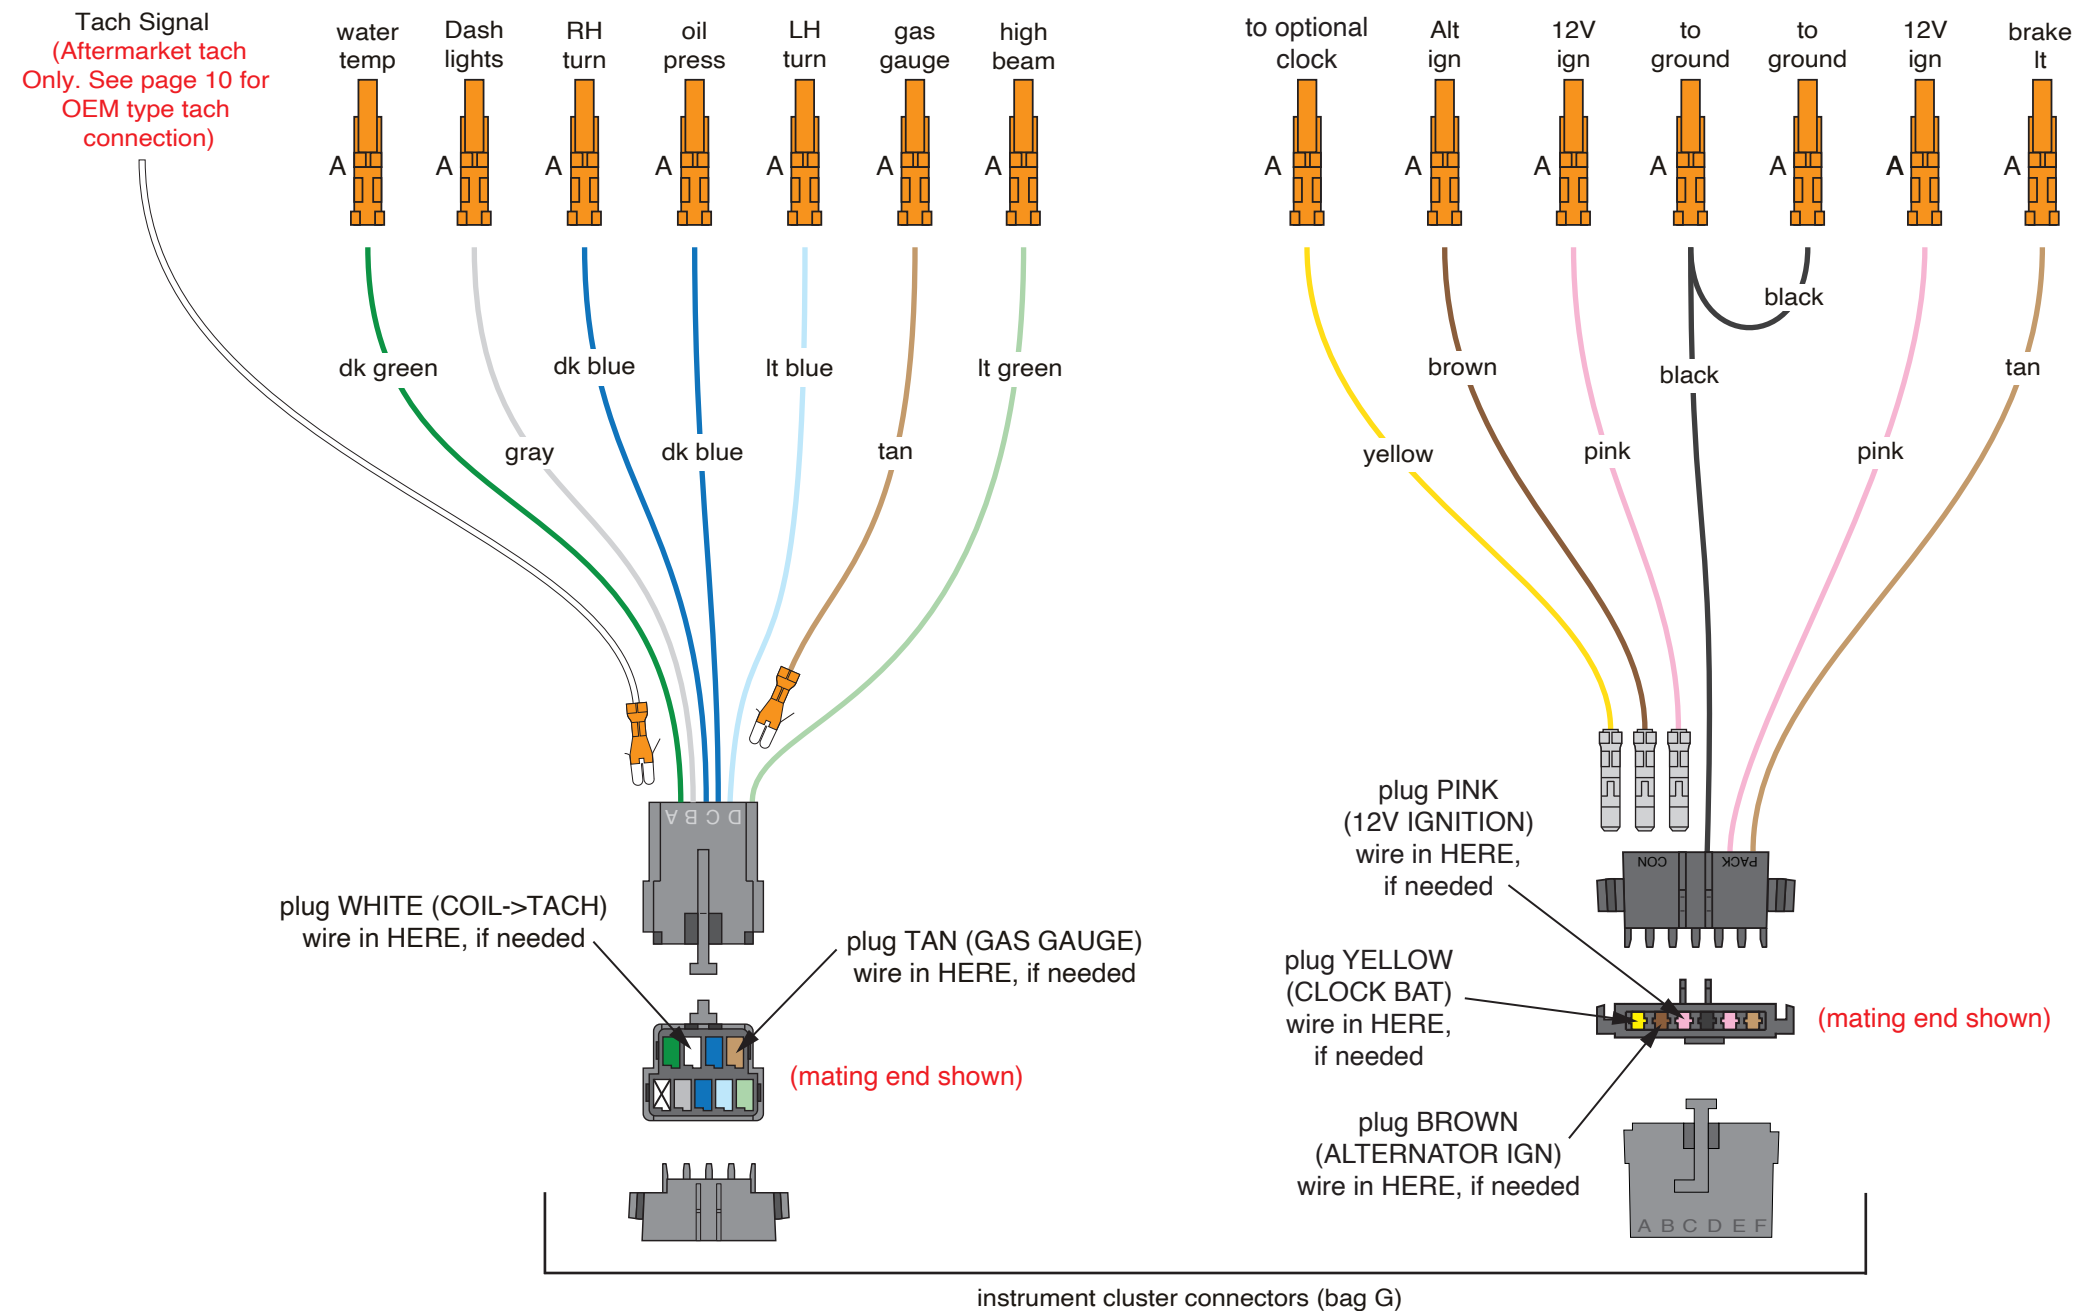 Tach Signal
(Aftermarket tach
Only. See page 10 for
OEM type tach
connection)
water
temp
Dash
lights
RH
turn
oil
press
LH
turn
gas
gauge
high
beam
to optional
clock
Alt
ign
12V
ign
to
ground
to
ground
12V
ign
brake
lt
A
A
A
A
A
A
A
A
A
A
A
A
A
A
black
dk green
dk blue
lt blue
lt green
brown
black
tan
gray
dk blue
tan
yellow
pink
pink
D C B A
CON
PACK
plug PINK
(12V IGNITION)
wire in HERE,
if needed
plug WHITE (COIL->TACH)
wire in HERE, if needed
plug TAN (GAS GAUGE)
wire in HERE, if needed
plug YELLOW
(CLOCK BAT)
wire in HERE,
if needed
(mating end shown)
(mating end shown)
plug BROWN
(ALTERNATOR IGN)
wire in HERE, if needed
A B C D E F
instrument cluster connectors (bag G)